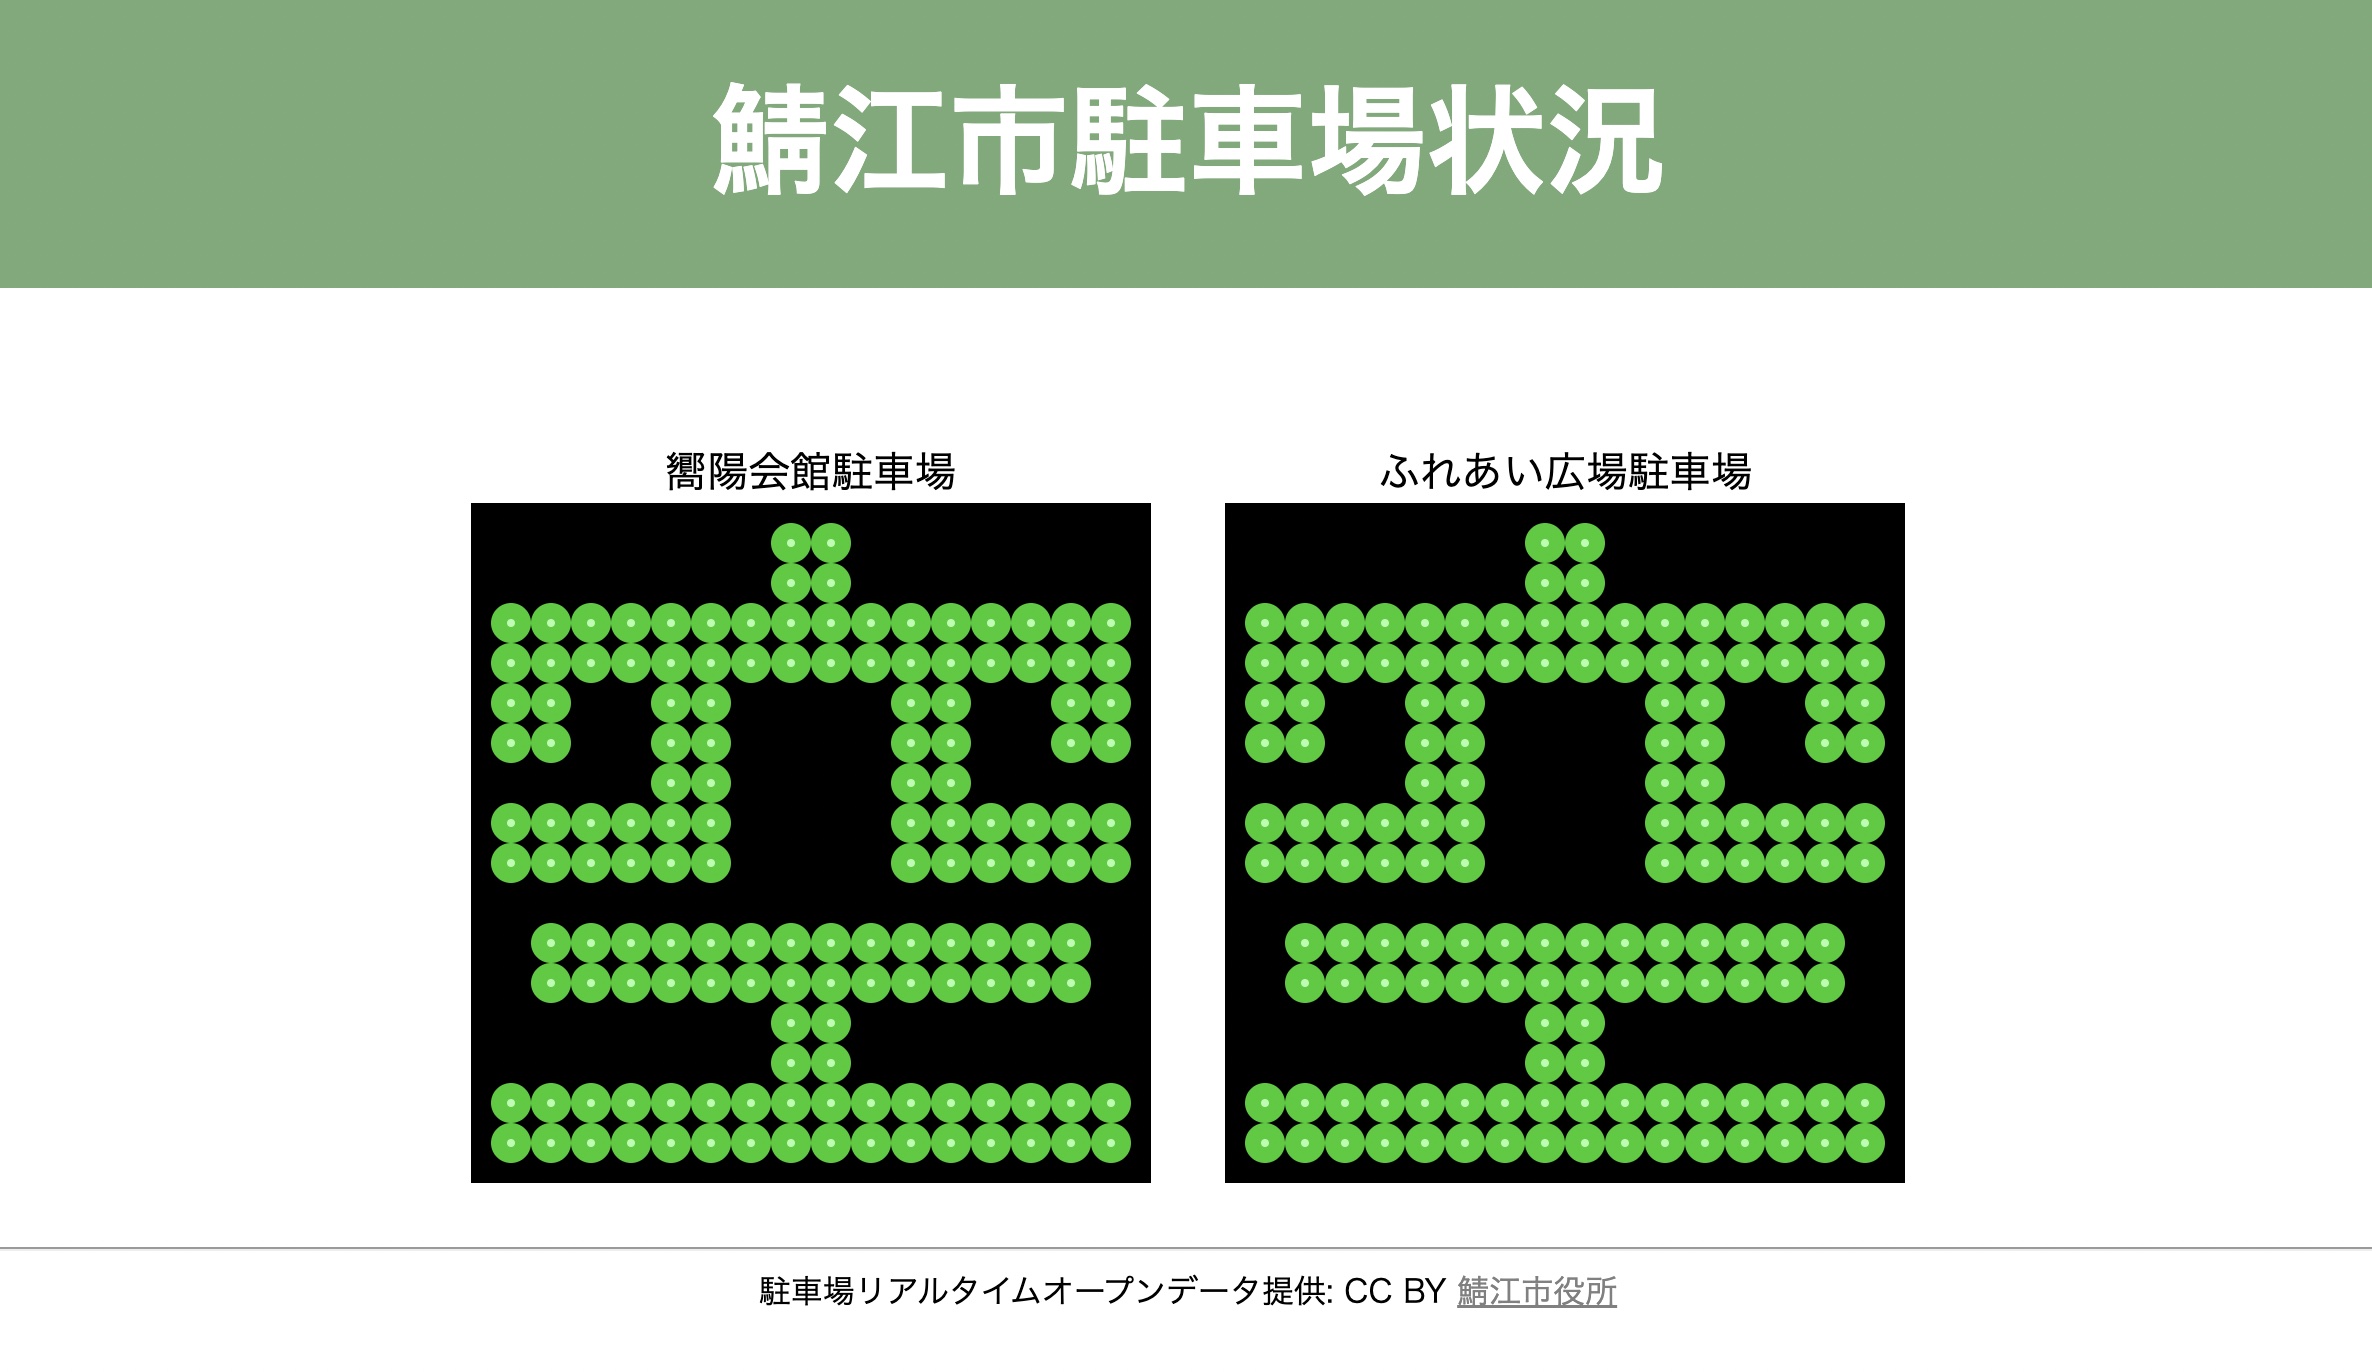 鯖江市駐車場状況
嚮陽会館駐車場
空
ふれあい広場駐車場
空
駐車場リアルタイムオープンデータ提供: CC BY 鯖江市役所